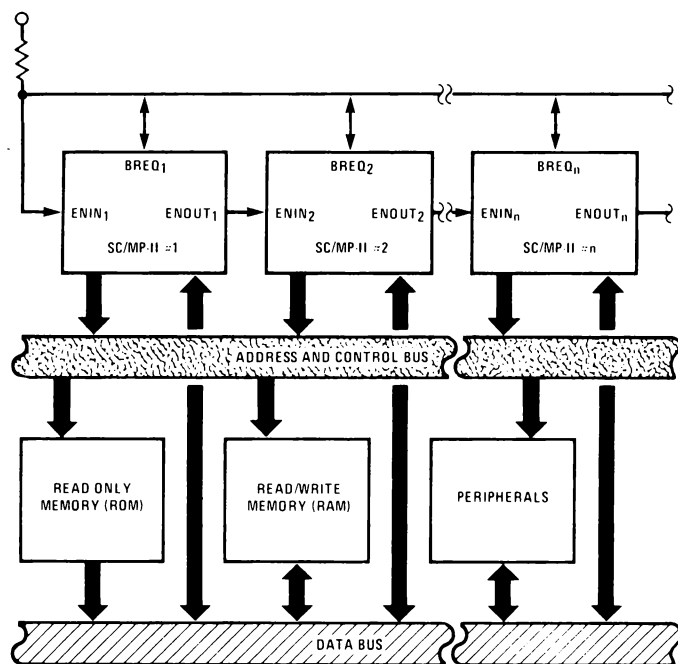 BREQ₁
BREQ₂
BREQₙ
ENIN₁
ENOUT₁
ENIN₂
ENOUT₂
ENINₙ
ENOUTₙ
SC/MP-II #1
SC/MP-II #2
SC/MP-II #n
ADDRESS AND CONTROL BUS
READ ONLY
MEMORY (ROM)
READ/WRITE
MEMORY (RAM)
PERIPHERALS
DATA BUS